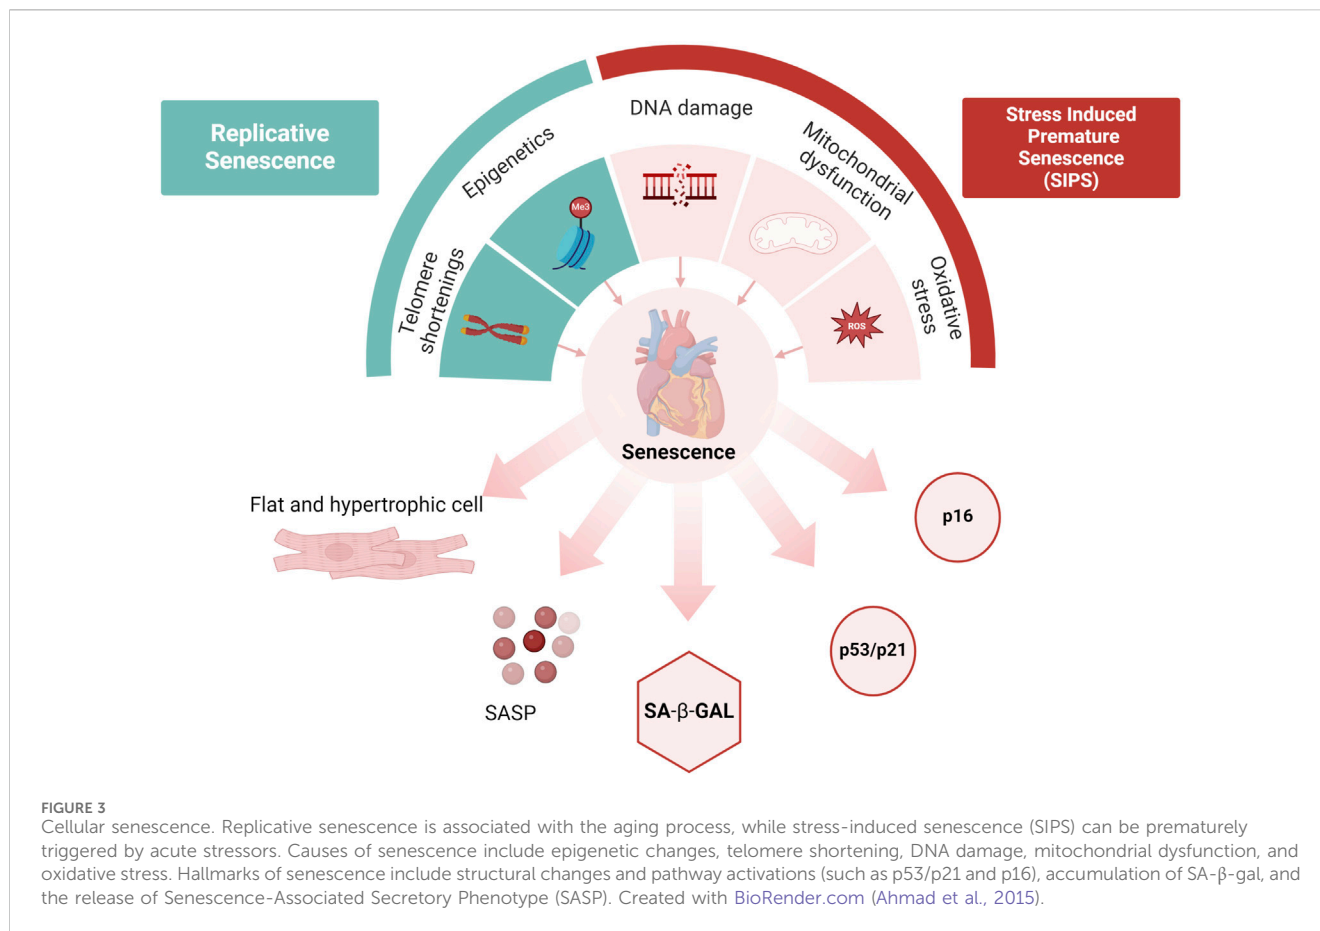 Replicative
Senescence
Epigenetics
Telomere
shortenings
DNA damage
Mitochondrial
dysfunction
Oxidative
stress
Stress Induced
Premature
Senescence
(SIPS)
Me3
ROS
Senescence
Flat and hypertrophic cell
SASP
SA-β-GAL
p53/p21
p16
FIGURE 3
Cellular senescence. Replicative senescence is associated with the aging process, while stress-induced senescence (SIPS) can be prematurely
triggered by acute stressors. Causes of senescence include epigenetic changes, telomere shortening, DNA damage, mitochondrial dysfunction, and
oxidative stress. Hallmarks of senescence include structural changes and pathway activations (such as p53/p21 and p16), accumulation of SA-β-gal, and
the release of Senescence-Associated Secretory Phenotype (SASP). Created with BioRender.com (Ahmad et al., 2015).